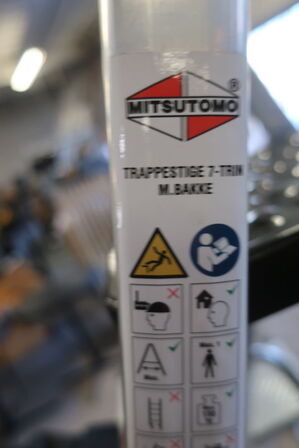 MITSUTOMO ®
TRAPPESTIGE 7-TRIN
M. BAKKE